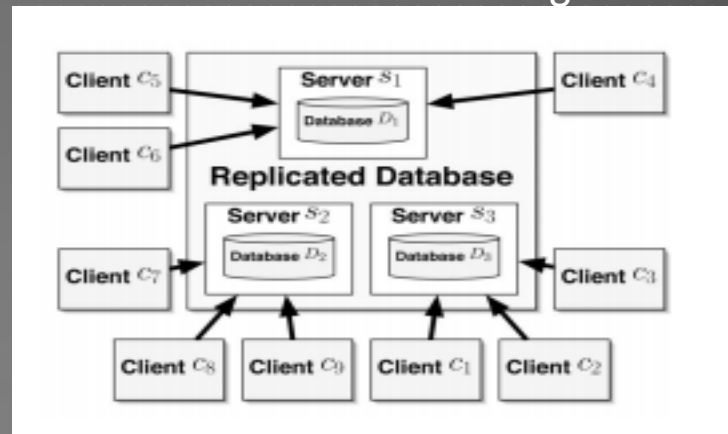 Client C5
Server S1
Client C4
Database D1
Client C6
Replicated Database
Server S2
Server S3
Database D2
Database D3
Client C7
Client C3
Client C8
Client C9
Client C1
Client C2